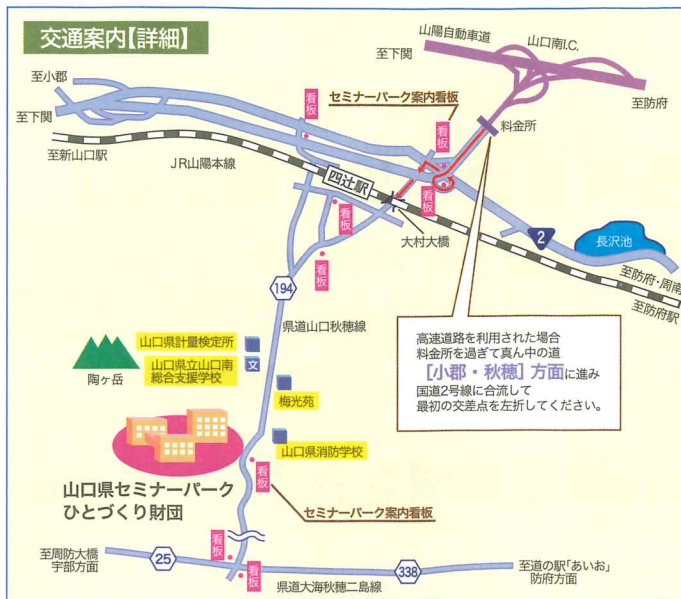 交通案内【詳細】
山陽自動車道
山口南I.C.
至下関
至防府
至小郡
至下関
看板
セミナーパーク案内看板
看板
料金所
至新山口駅
JR山陽本線
四辻駅
看板
看板
大村大橋
2
長沢池
看板
至防府・周南
至防府駅
194
県道山口秋穂線
高速道路を利用された場合
料金所を過ぎて真ん中の道
[小郡・秋穂]方面に進み
国道2号線に合流して
最初の交差点を左折してください。
山口県計量検定所
山口県立山口南
総合支援学校
文
陶ヶ岳
梅光苑
山口県消防学校
看板
山口県セミナーパーク
ひとづくり財団
セミナーパーク案内看板
看板
至周防大橋
宇部方面
25
看板
県道大海秋穂二島線
338
至道の駅「あいお」
防府方面